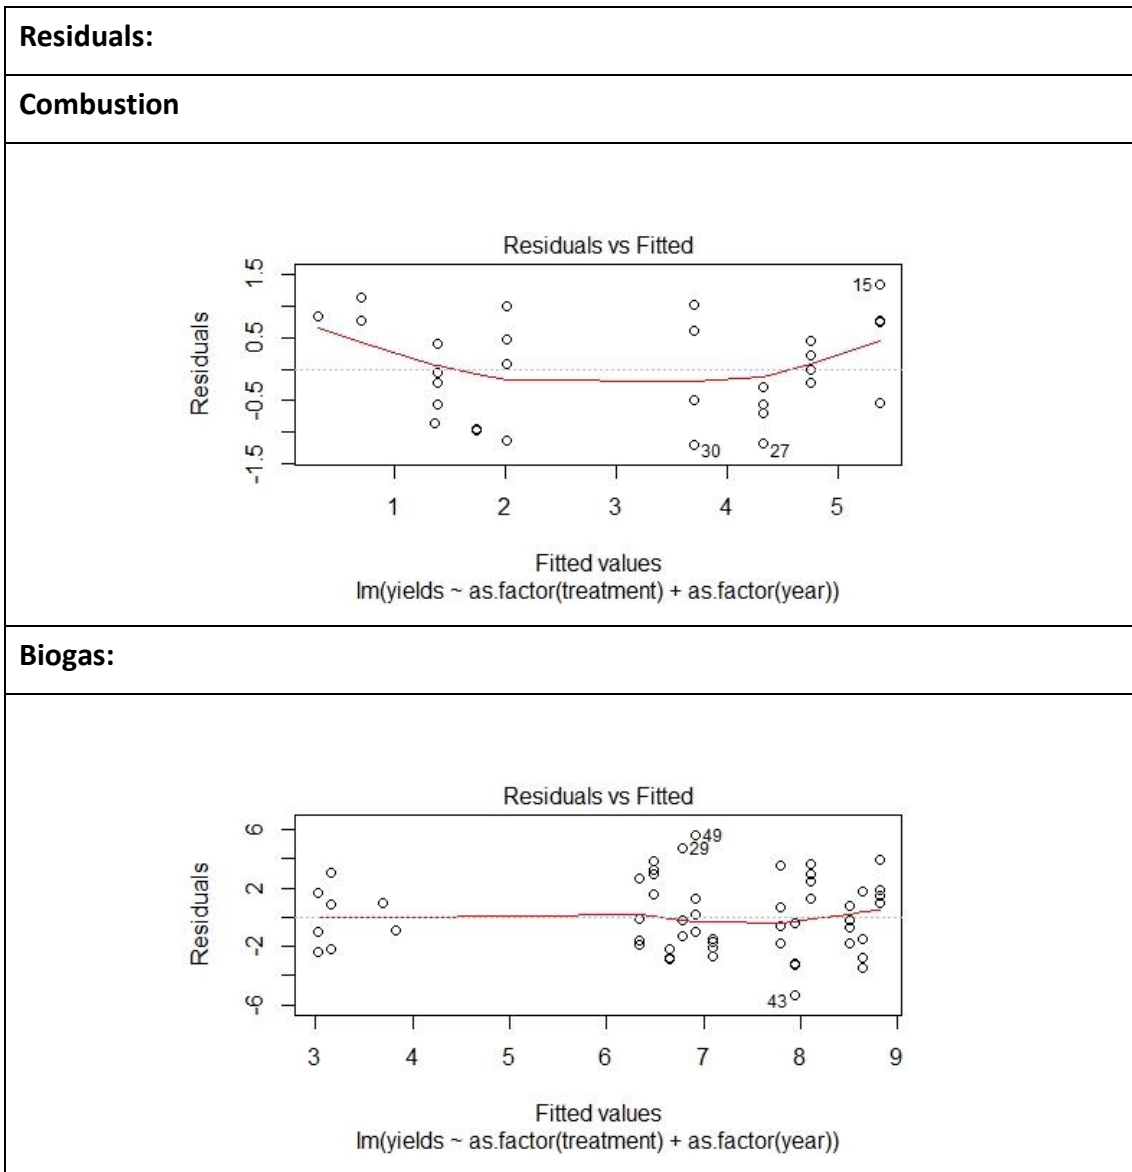 Residuals:
Combustion
Residuals vs Fitted
Residuals
1.5
0.5
-0.5
-1.5
15
30
27
1 2 3 4 5
Fitted values
lm(yields ~ as.factor(treatment) + as.factor(year))
Biogas:
Residuals vs Fitted
Residuals
6
2
-2
-6
49
29
43
3 4 5 6 7 8 9
Fitted values
lm(yields ~ as.factor(treatment) + as.factor(year))